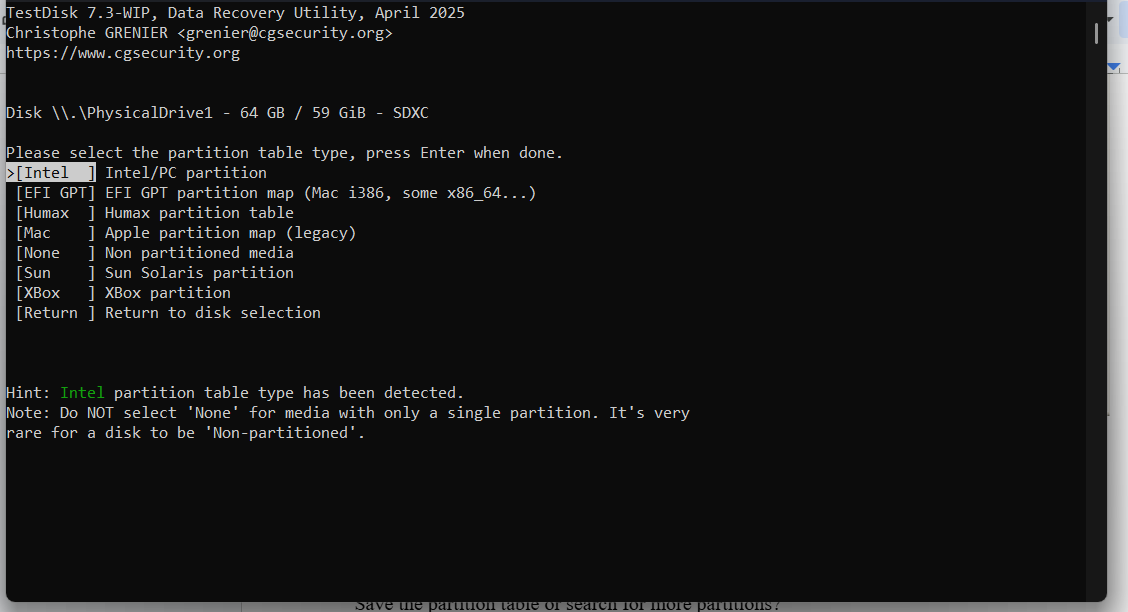 TestDisk 7.3-WIP, Data Recovery Utility, April 2025
Christophe GRENIER <grenier@cgsecurity.org>
https://www.cgsecurity.org
Disk \\.\PhysicalDrive1 - 64 GB / 59 GiB - SDXC
Please select the partition table type, press Enter when done.
>[Intel  ] Intel/PC partition
 [EFI GPT] EFI GPT partition map (Mac i386, some x86_64...)
 [Humax  ] Humax partition table
 [Mac    ] Apple partition map (legacy)
 [None   ] Non partitioned media
 [Sun    ] Sun Solaris partition
 [XBox   ] XBox partition
 [Return ] Return to disk selection
Hint: Intel partition table type has been detected.
Note: Do NOT select 'None' for media with only a single partition. It's very
rare for a disk to be 'Non-partitioned'.
Save the partition table or search for more partitions?